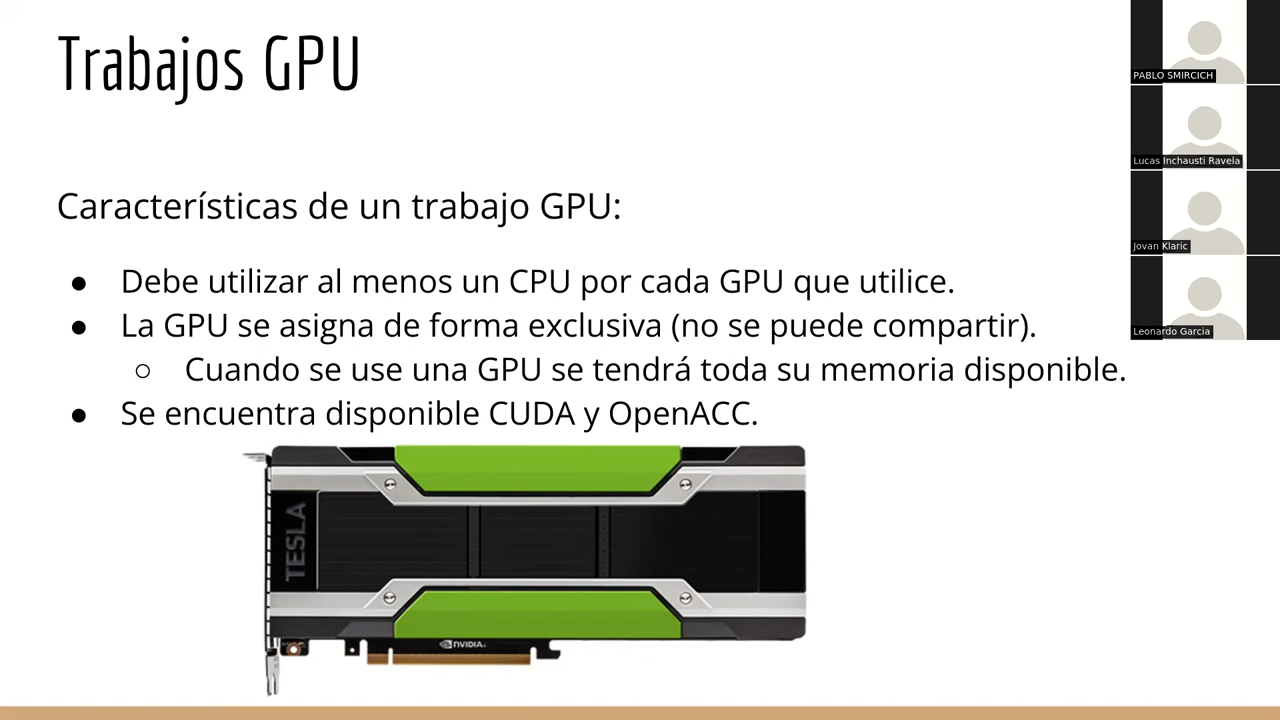 Trabajos GPU
Características de un trabajo GPU:
● Debe utilizar al menos un CPU por cada GPU que utilice.
● La GPU se asigna de forma exclusiva (no se puede compartir).
○ Cuando se use una GPU se tendrá toda su memoria disponible.
● Se encuentra disponible CUDA y OpenACC.
TESLA
NVIDIA.
PABLO SMIRCICH
Lucas Inchausti Ravela
Jovan Klaric
Leonardo Garcia